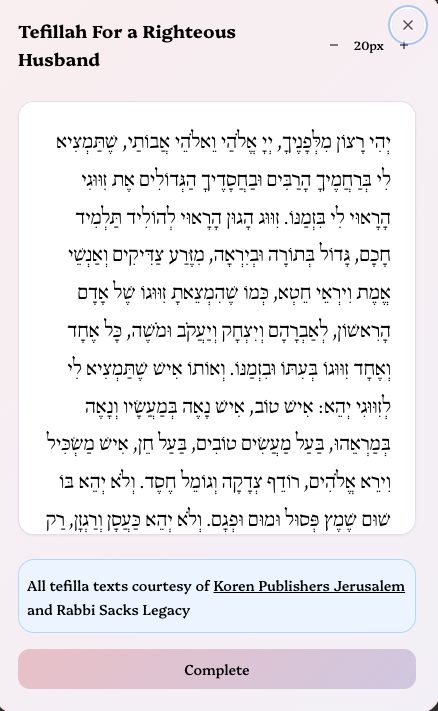 Tefillah For a Righteous
Husband
− 20px +
יְהִי רָצוֹן מִלְּפָנֶיךָ, יְיָ אֱלֹהַי וֵאלֹהֵי אֲבוֹתַי, שֶׁתַּמְצִיא
לִי בְּרַחֲמֶיךָ הָרַבִּים וּבַחֲסָדֶיךָ הַגְּדוֹלִים אֶת זִוּוּגִי
הָרָאוּי לִי בִּזְמַנּוֹ. זִוּוּג הָגוּן הָרָאוּי לְהוֹלִיד תַּלְמִיד
חָכָם, גָּדוֹל בְּתוֹרָה וּבְיִרְאָה, מִזֶּרַע צַדִּיקִים וְאַנְשֵׁי
אֱמֶת וְיִרְאֵי חֵטְא, כְּמוֹ שֶׁהִמְצֵאתָ זִוּוּגוֹ שֶׁל אָדָם
הָרִאשׁוֹן, לְאַבְרָהָם וְיִצְחָק וְיַעֲקֹב וּמֹשֶׁה, כָּל אֶחָד
וְאֶחָד זִוּוּגוֹ בְּעִתּוֹ וּבִזְמַנּוֹ. וְאוֹתוֹ אִישׁ שֶׁתַּמְצִיא לִי
לְזִוּוּגִי יְהֵא: אִישׁ טוֹב, אִישׁ נָאֶה בְּמַעֲשָׂיו וְנָאֶה
בְּמַרְאֵהוּ, בַּעַל מַעֲשִׂים טוֹבִים, בַּעַל חֵן, אִישׁ מַשְׂכִּיל
וִירֵא אֱלֹהִים, רוֹדֵף צְדָקָה וְגוֹמֵל חֶסֶד. וְלֹא יְהֵא בּוֹ
שׁוּם שֶׁמֶץ פְּסוּל וּמוּם וּפְגָם. וְלֹא יְהֵא כַּעֲסָן וְרַגְזָן, רַק
All tefilla texts courtesy of Koren Publishers Jerusalem
and Rabbi Sacks Legacy
Complete